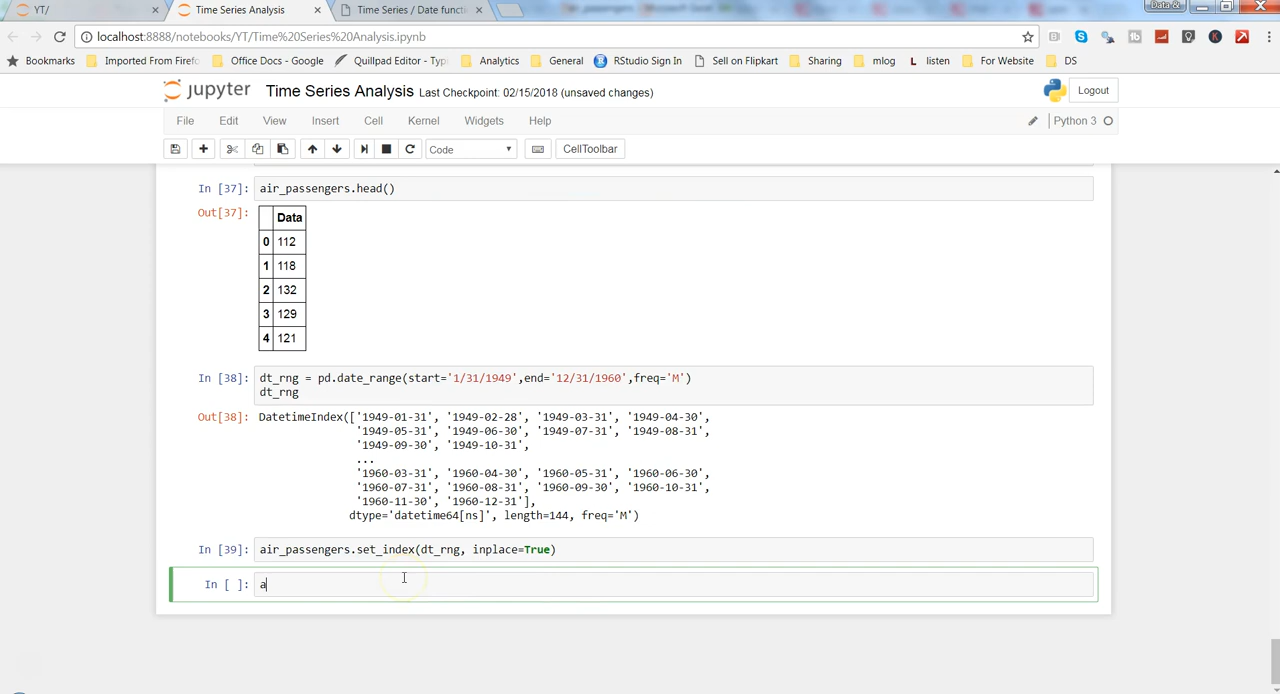 YT/
Time Series Analysis
Time Series / Date functi
Data &
localhost:8888/notebooks/YT/Time%20Series%20Analysis.ipynb
Bookmarks
Imported From Firefo
Office Docs - Google
Quillpad Editor - Typ
Analytics
General
RStudio Sign In
Sell on Flipkart
Sharing
mlog
listen
For Website
DS
jupyter Time Series Analysis Last Checkpoint: 02/15/2018 (unsaved changes)
Logout
File Edit View Insert Cell Kernel Widgets Help
Python 3
Code
CellToolbar
In [37]: air_passengers.head()
Out[37]:
Data
0 112
1 118
2 132
3 129
4 121
In [38]: dt_rng = pd.date_range(start='1/31/1949',end='12/31/1960',freq='M')
dt_rng
Out[38]: DatetimeIndex(['1949-01-31', '1949-02-28', '1949-03-31', '1949-04-30',
'1949-05-31', '1949-06-30', '1949-07-31', '1949-08-31',
'1949-09-30', '1949-10-31',
...
'1960-03-31', '1960-04-30', '1960-05-31', '1960-06-30',
'1960-07-31', '1960-08-31', '1960-09-30', '1960-10-31',
'1960-11-30', '1960-12-31'],
dtype='datetime64[ns]', length=144, freq='M')
In [39]: air_passengers.set_index(dt_rng, inplace=True)
In [ ]: a